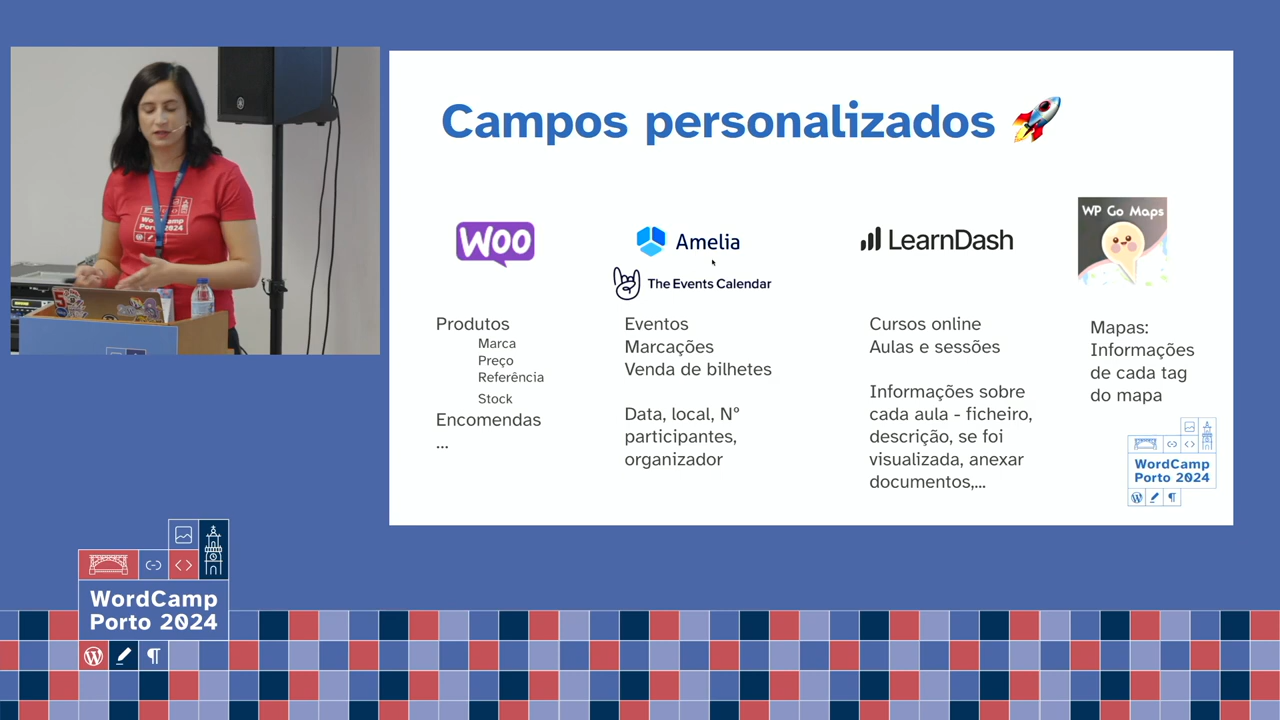 Campos personalizados
WOO
Amelia
The Events Calendar
LearnDash
WP Go Maps
Produtos
Marca
Preço
Referência
Stock
Encomendas
...
Eventos
Marcações
Venda de bilhetes
Data, local, Nº
participantes,
organizador
Cursos online
Aulas e sessões
Informações sobre
cada aula - ficheiro,
descrição, se foi
visualizada, anexar
documentos,...
Mapas:
Informações
de cada tag
do mapa
WordCamp
Porto 2024
WordCamp
Porto 2024
WordCamp
Porto 2024